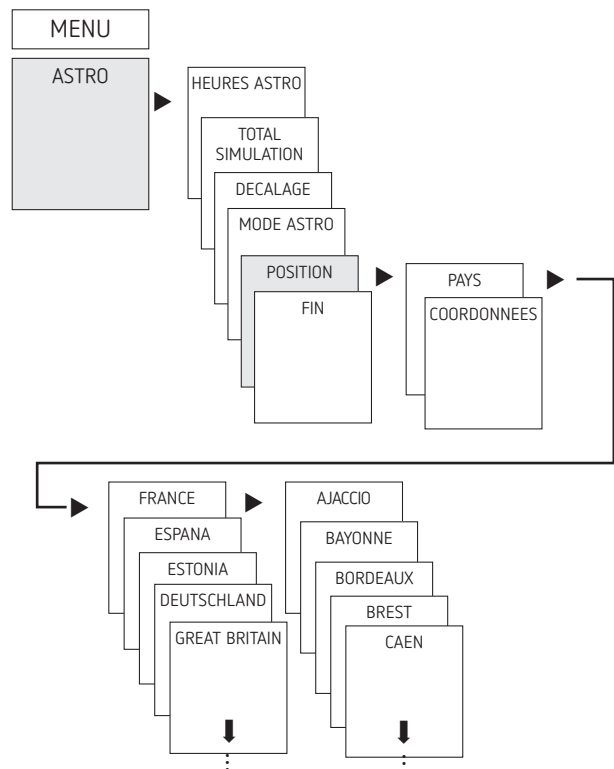 MENU
ASTRO
HEURES ASTRO
TOTAL
SIMULATION
DECALAGE
MODE ASTRO
POSITION
FIN
PAYS
COORDONNEES
FRANCE
ESPANA
ESTONIA
DEUTSCHLAND
GREAT BRITAIN
AJACCIO
BAYONNE
BORDEAUX
BREST
CAEN